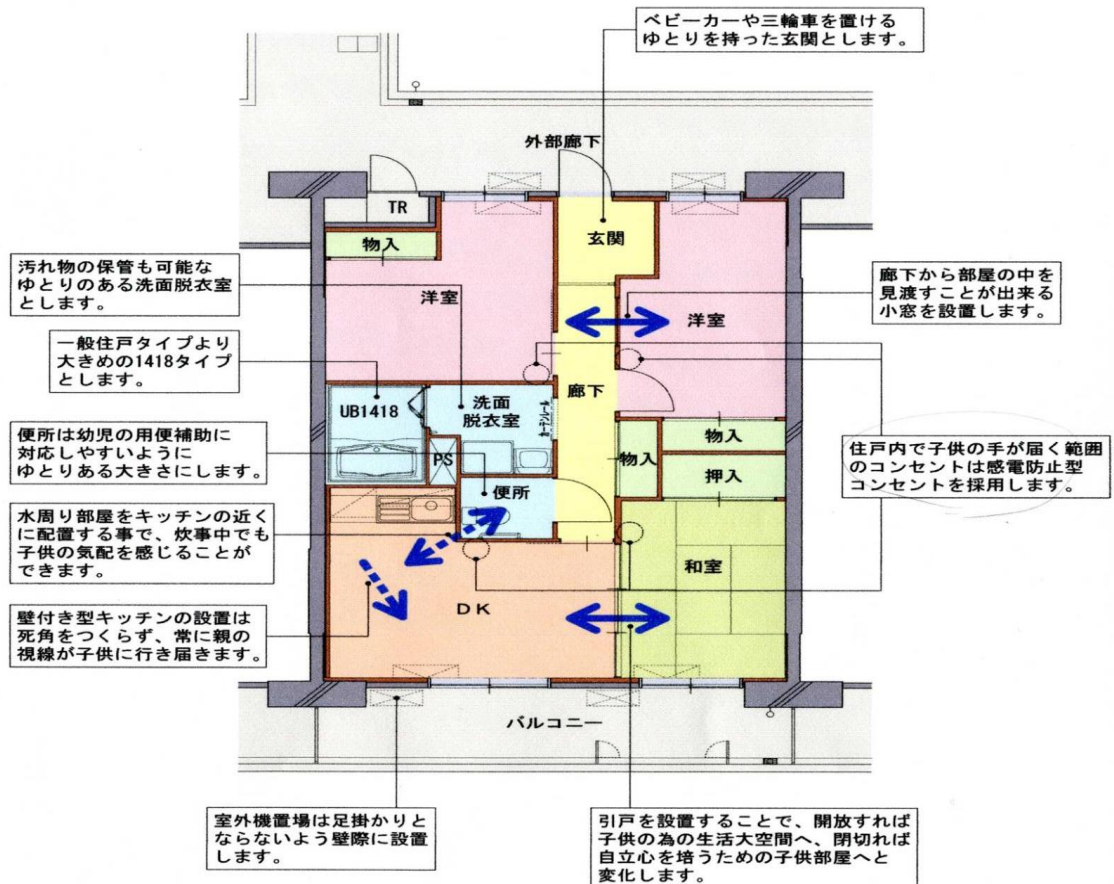 ベビーカーや三輪車を置ける
ゆとりを持った玄関とします。
外部廊下
TR
物入
玄関
汚れ物の保管も可能な
ゆとりのある洗面脱衣室
とします。
洋室
洋室
廊下から部屋の中を
見渡すことが出来る
小窓を設置します。
一般住戸タイプより
大きめの1418タイプ
とします。
廊下
UB1418
洗面
脱衣室
カーテンレール
便所は幼児の用便補助に
対応しやすいように
ゆとりある大きさにします。
PS
物入
物入
押入
住戸内で子供の手が届く範囲
のコンセントは感電防止型
コンセントを採用します。
便所
水周り部屋をキッチンの近く
に配置する事で、炊事中でも
子供の気配を感じることが
できます。
和室
DK
壁付き型キッチンの設置は
死角をつくらず、常に親の
視線が子供に行き届きます。
バルコニー
室外機置場は足掛かりと
ならないよう壁際に設置
します。
引戸を設置することで、開放すれば
子供の為の生活大空間へ、閉切れば
自立心を培うための子供部屋へと
変化します。